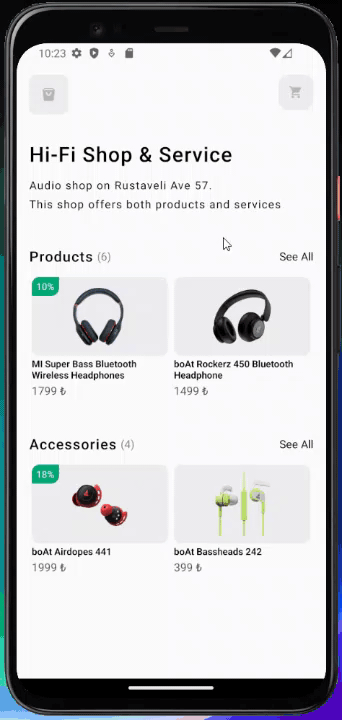 10:23
Hi-Fi Shop & Service
Audio shop on Rustaveli Ave 57.
This shop offers both products and services
Products (6) See All
10%
MI Super Bass Bluetooth
Wireless Headphones
1799 ₺
boAt Rockerz 450 Bluetooth
Headphone
1499 ₺
Accessories (4) See All
18%
boAt Airdopes 441
1999 ₺
boAt Bassheads 242
399 ₺